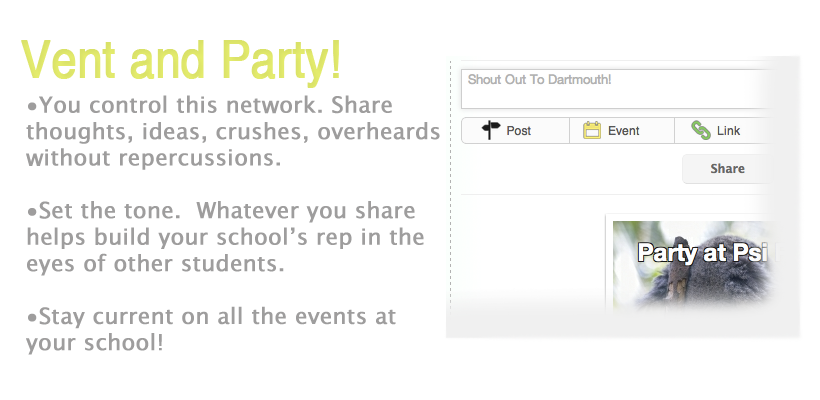 Vent and Party!
•You control this network. Share
thoughts, ideas, crushes, overheards
without repercussions.
•Set the tone.  Whatever you share
helps build your school's rep in the
eyes of other students.
•Stay current on all the events at
your school!
Shout Out To Dartmouth!
Post Event Link
Share
Party at Psi